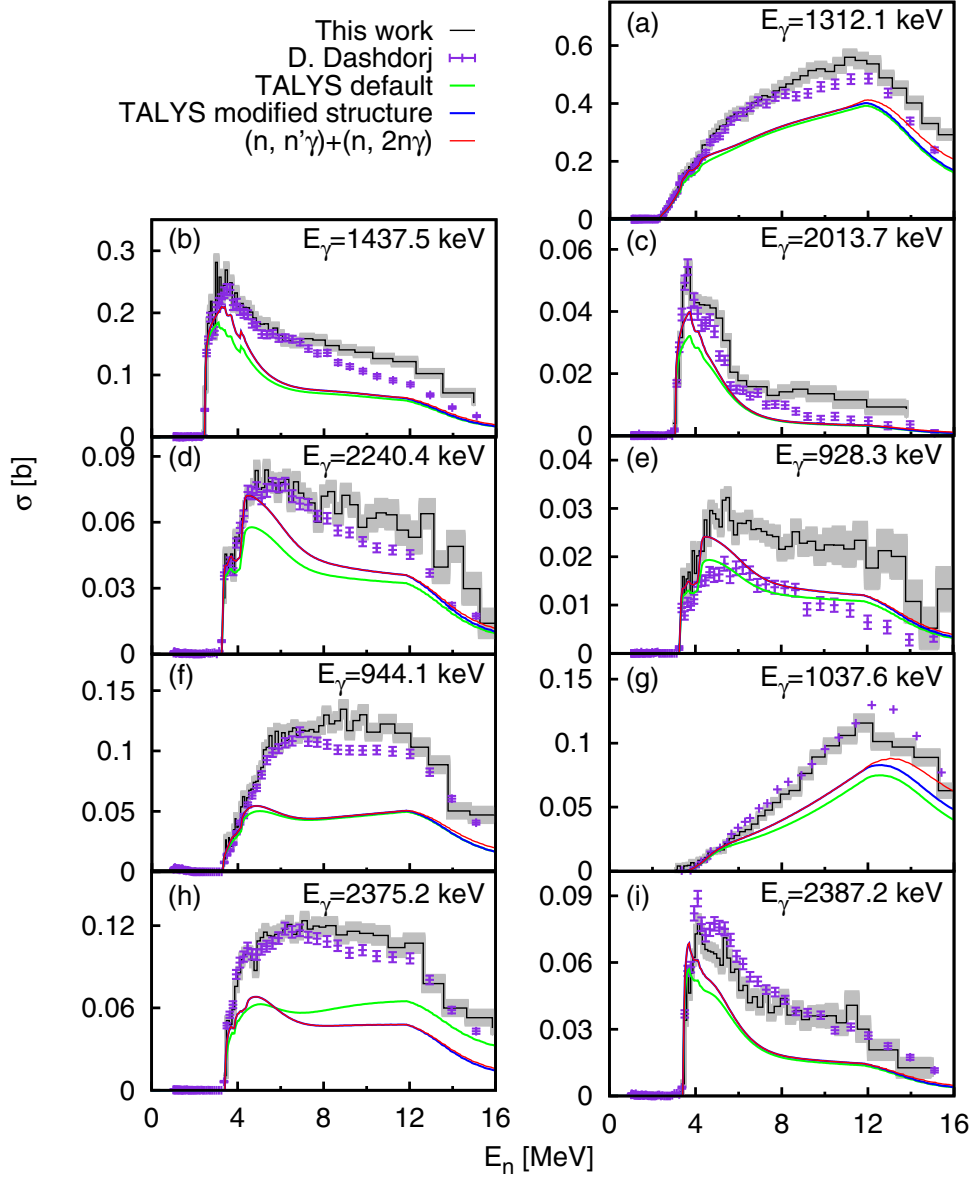 This work
D. Dashdorj
TALYS default
TALYS modified structure
(n, n'γ)+(n, 2nγ)
(a) Eγ=1312.1 keV
0.6
0.4
0.2
0
(b) Eγ=1437.5 keV
0.3
0.2
0.1
0
(c) Eγ=2013.7 keV
0.06
0.04
0.02
0
(d) Eγ=2240.4 keV
0.09
0.06
0.03
0
(e) Eγ=928.3 keV
0.04
0.03
0.02
0.01
0
(f) Eγ=944.1 keV
0.15
0.1
0.05
0
(g) Eγ=1037.6 keV
0.15
0.1
0.05
0
(h) Eγ=2375.2 keV
0.12
0.06
0
(i) Eγ=2387.2 keV
0.09
0.06
0.03
0
0 4 8 12 16
0 4 8 12 16
σ [b]
En [MeV]